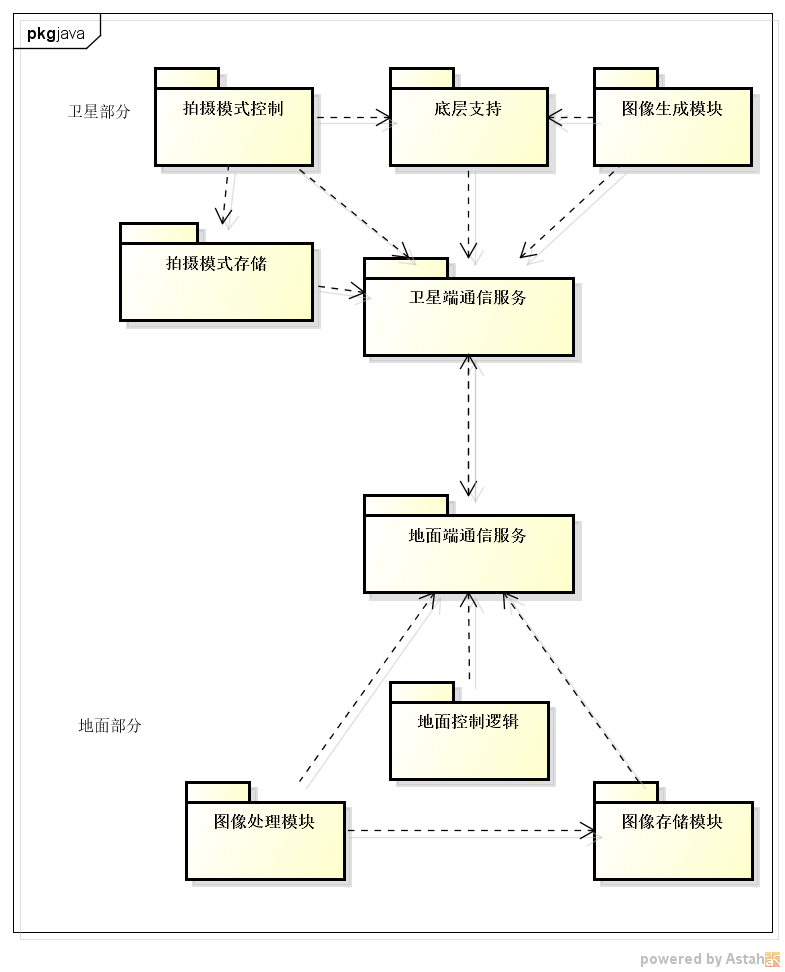 pkg java
卫星部分
拍摄模式控制
底层支持
图像生成模块
拍摄模式存储
卫星端通信服务
地面端通信服务
地面控制逻辑
地面部分
图像处理模块
图像存储模块
powered by Astah